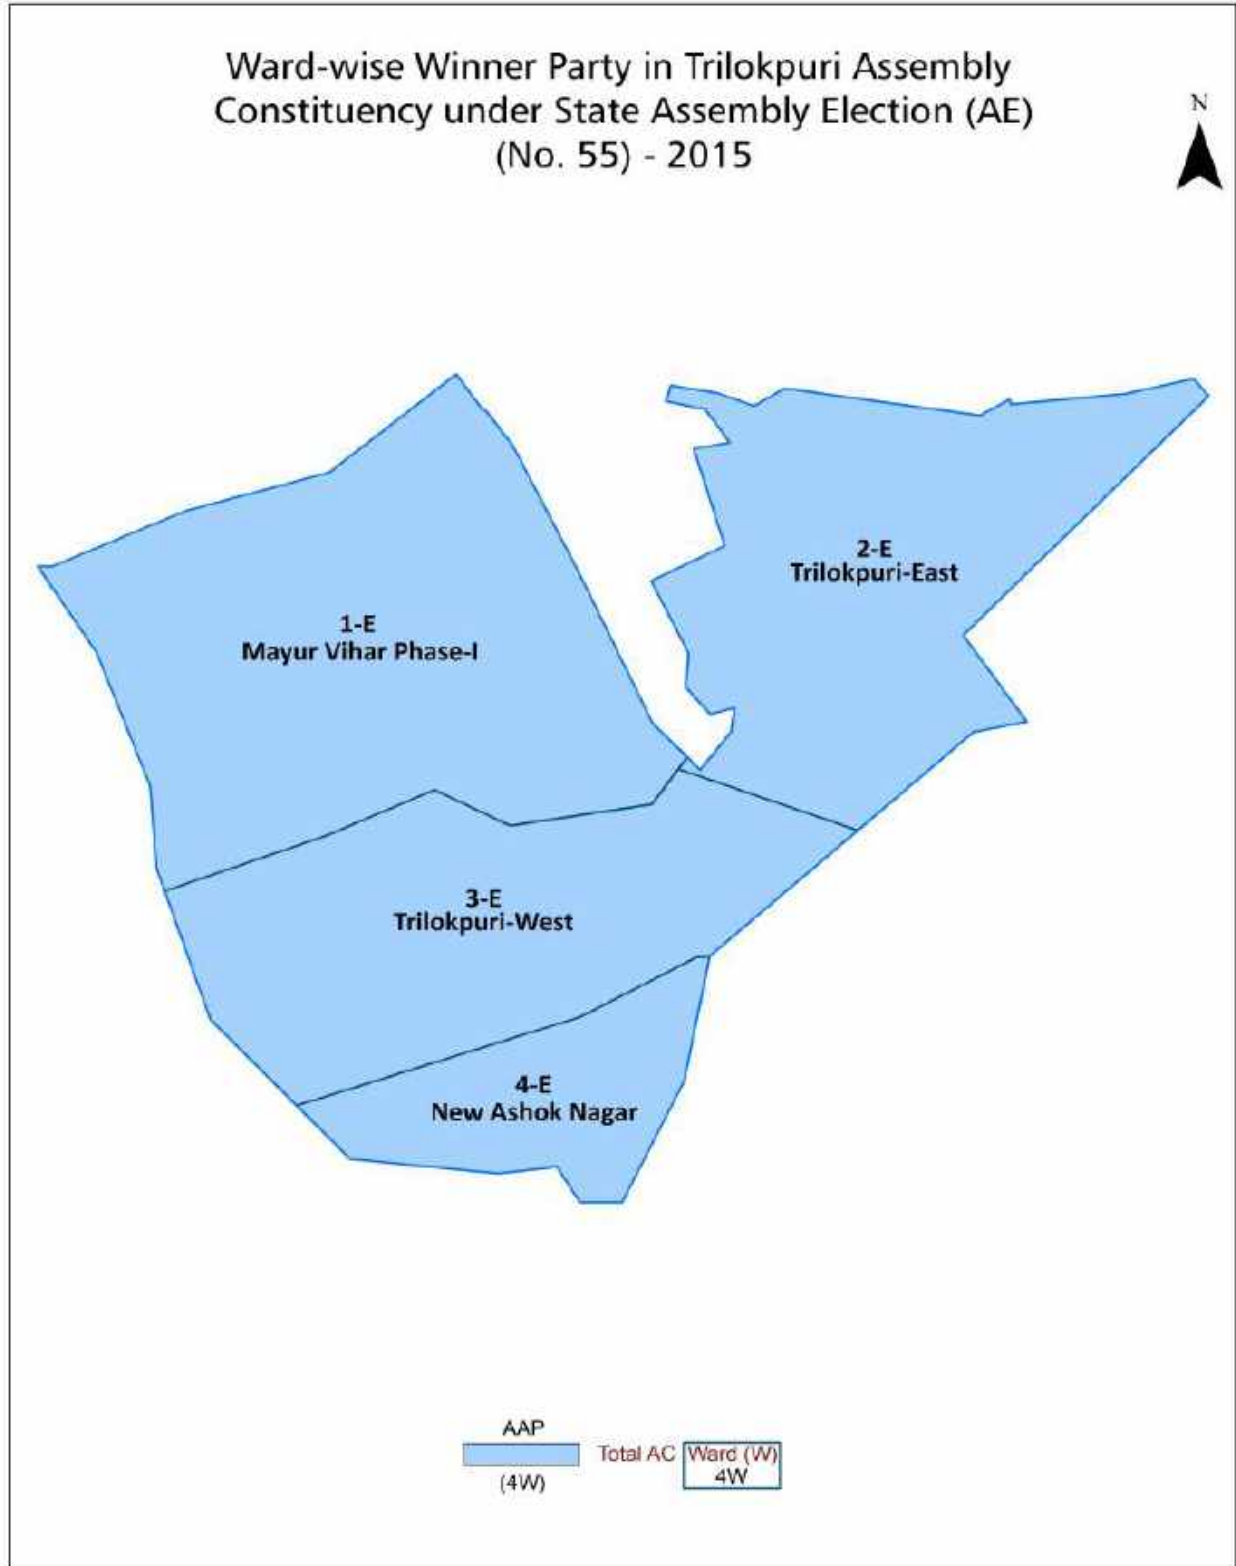 Ward-wise Winner Party in Trilokpuri Assembly
Constituency under State Assembly Election (AE)
(No. 55) - 2015
N
2-E
Trilokpuri-East
1-E
Mayur Vihar Phase-I
3-E
Trilokpuri-West
4-E
New Ashok Nagar
AAP
(4W)
Total AC
Ward (W)
4W